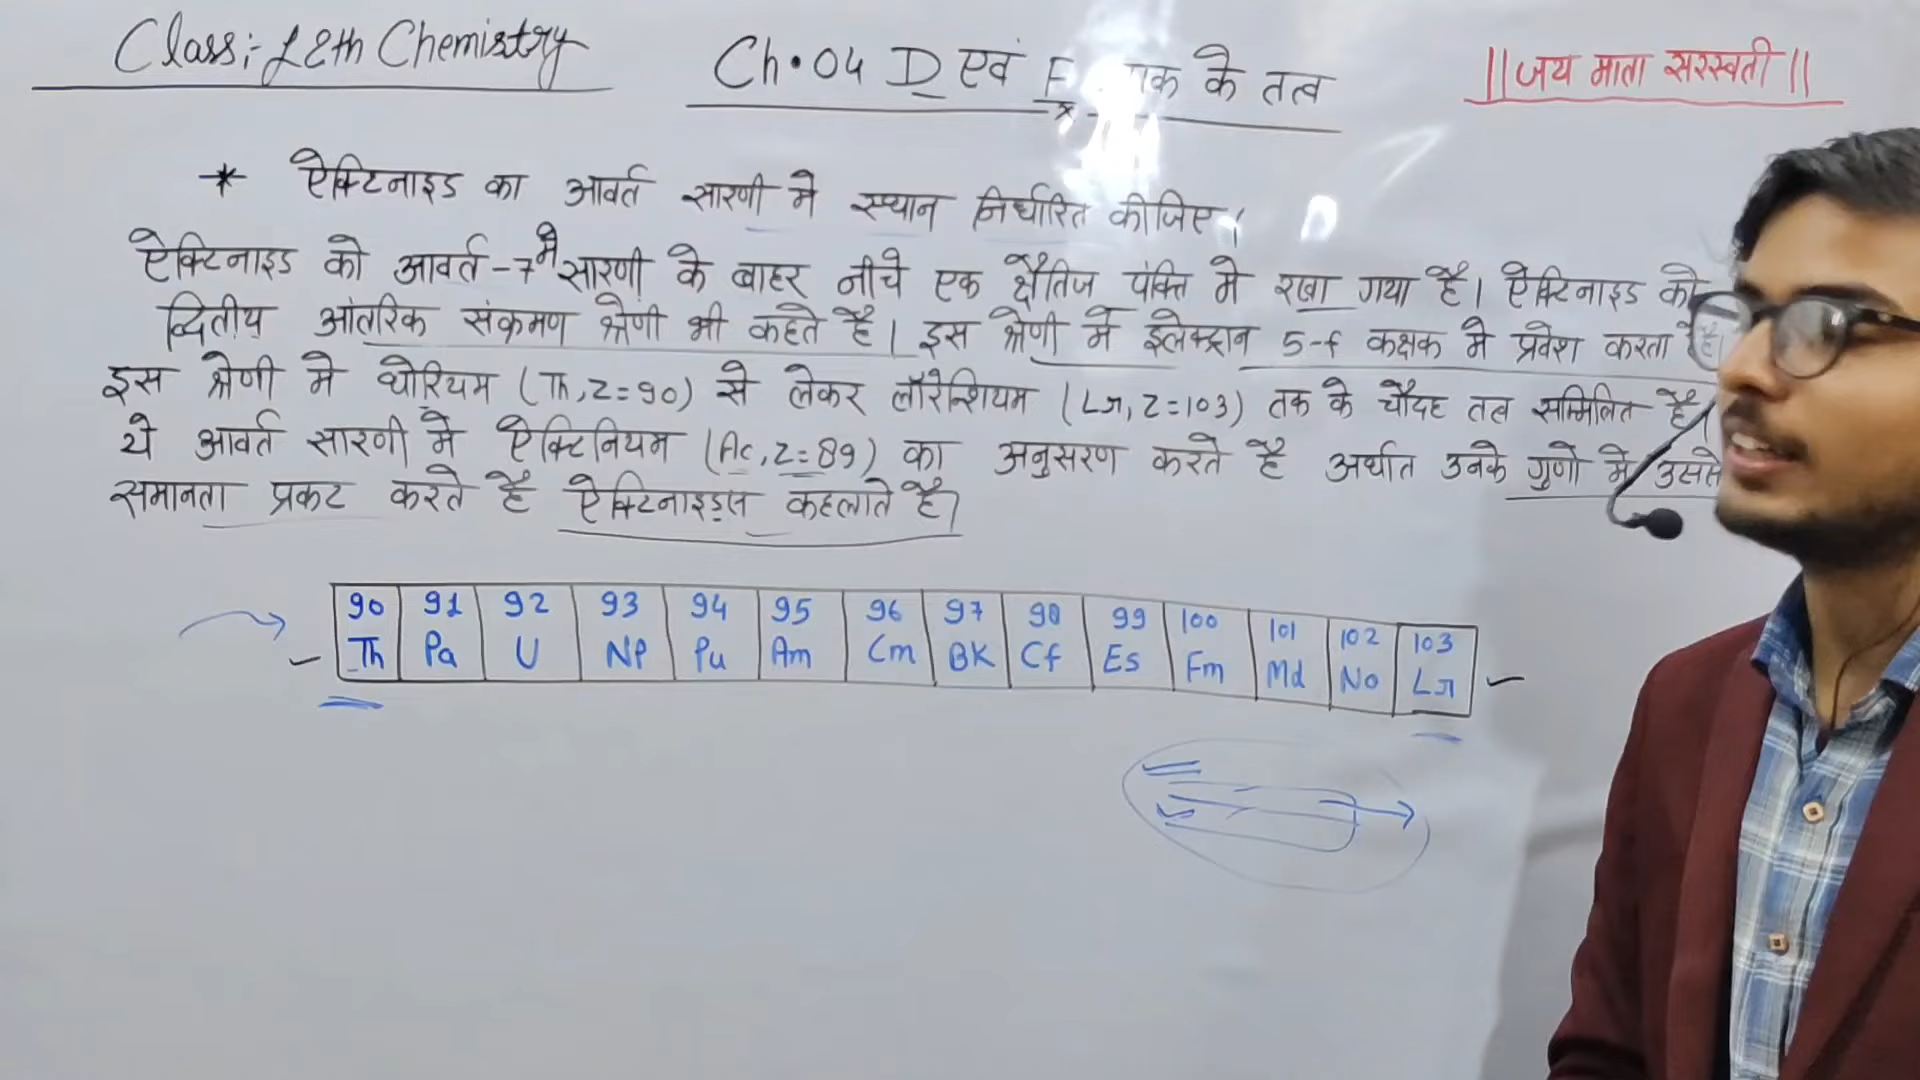 Class:- 12th Chemistry
Ch. 04 D एवं F के तत्व
||जय माता सरस्वती||
* ऐक्टिनाइड का आवर्त सारणी मे स्थान निर्धारित कीजिए।
ऐक्टिनाइड को आवर्त-7 मे सारणी के बाहर नीचे एक क्षैतिज पंक्ति मे रखा गया है। ऐक्टिनाइड को
द्वितीय आंतरिक संक्रमण श्रेणी भी कहते है। इस श्रेणी मे इलेक्ट्रान 5-f कक्षक मे प्रवेश करता है।
इस श्रेणी मे थोरियम (Th, Z=90) से लेकर लॉरेन्शियम (Lr, Z=103) तक के चौदह तत्व सम्मिलित है।
ये आवर्त सारणी मे ऐक्टिनियम (Ac, Z=89) का अनुसरण करते है अर्थात उनके गुणो मे उससे
समानता प्रकट करते है ऐक्टिनाइड्स कहलाते है।
90 91 92 93 94 95 96 97 98 99 100 101 102 103
Th Pa U NP Pu Am Cm BK Cf Es Fm Md No Lr